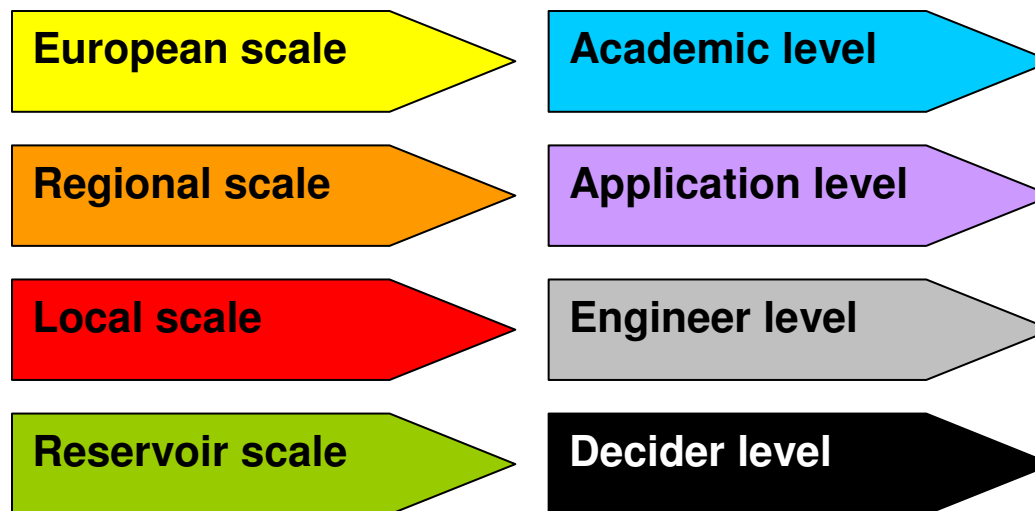 European scale
Academic level
Regional scale
Application level
Local scale
Engineer level
Reservoir scale
Decider level